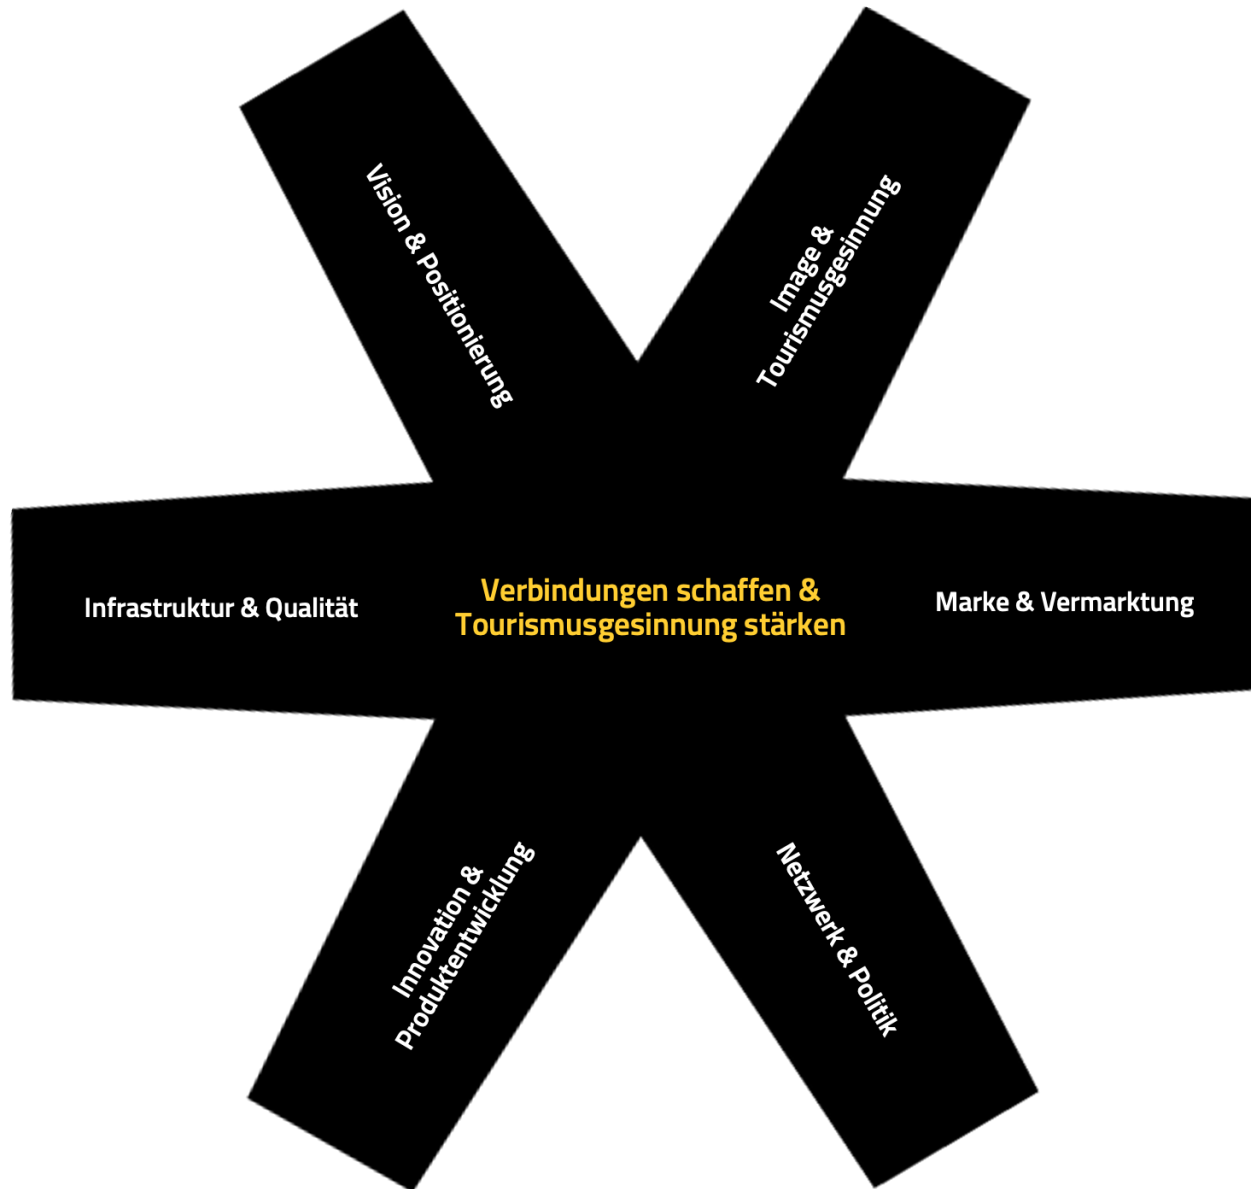 Vision & Positionierung
Image &
Tourismusgesinnung
Infrastruktur & Qualität
Verbindungen schaffen &
Tourismusgesinnung stärken
Marke & Vermarktung
Innovation &
Produktentwicklung
Netzwerk & Politik